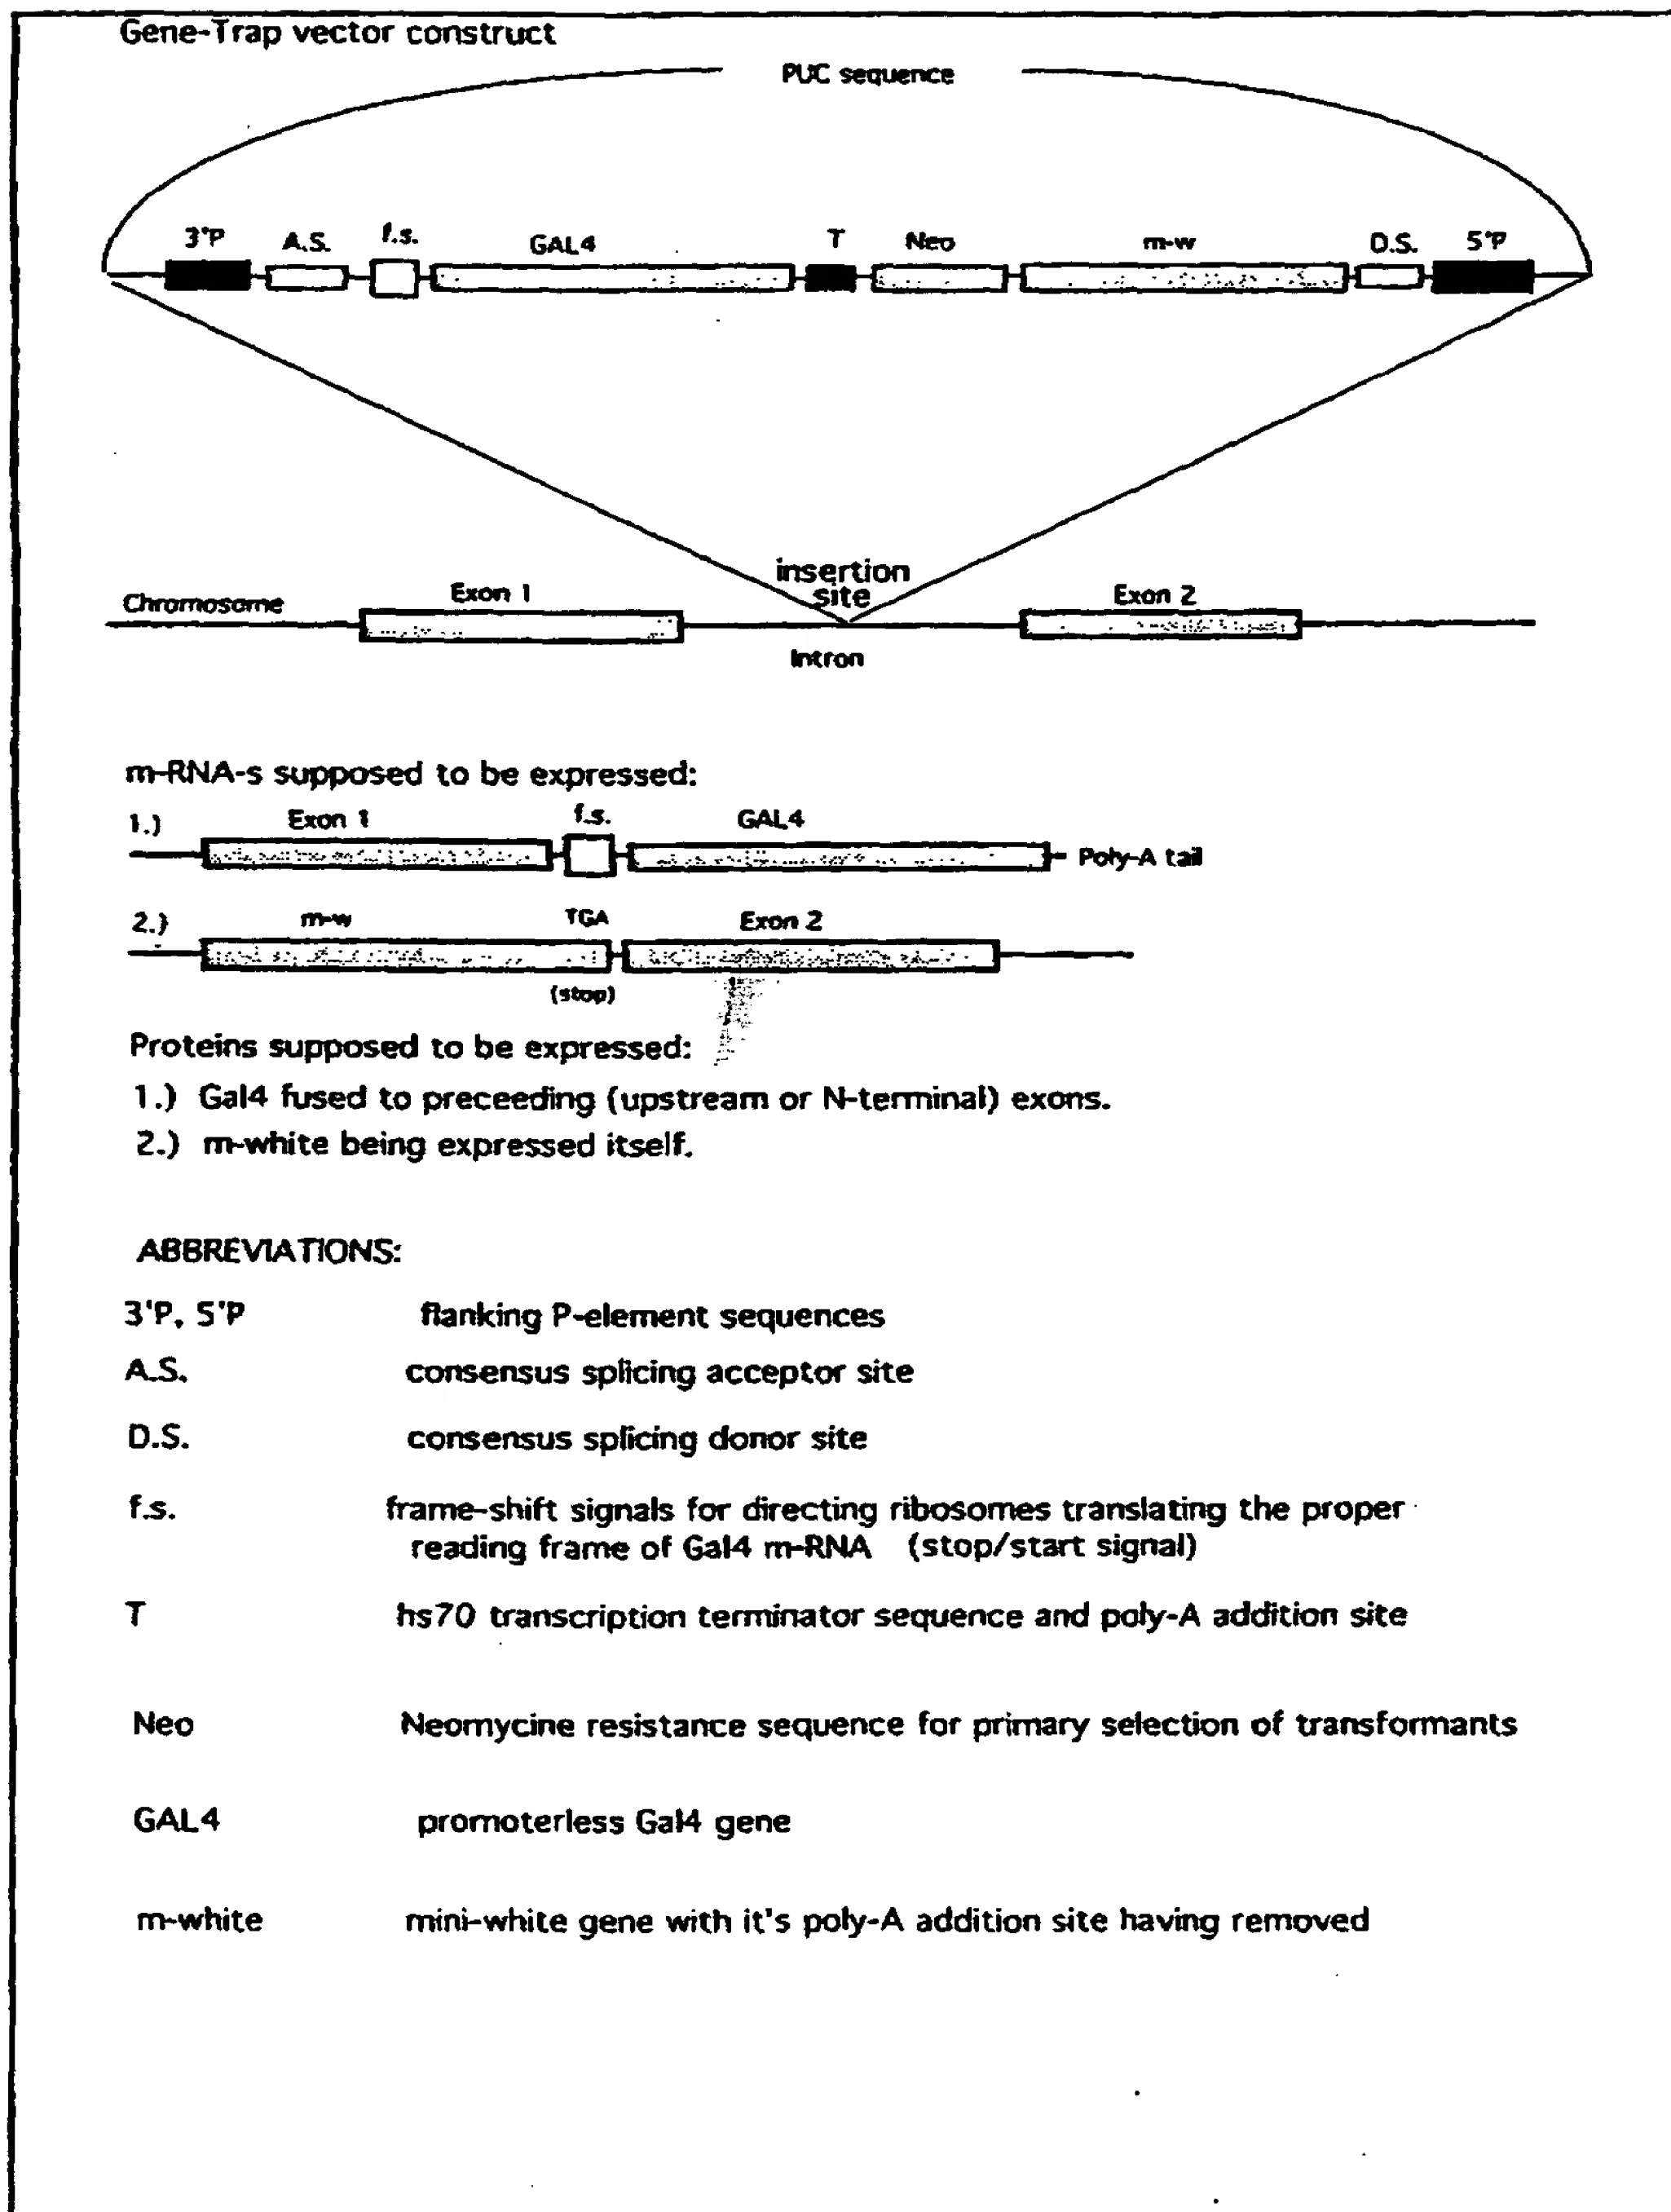 Gene-Trap vector construct
PUC sequence
3'P A.S. f.s. GAL4 T Neo m-w D.S. 5'P
insertion
site
Chromosome Exon 1 Exon 2
Intron
m-RNA-s supposed to be expressed:
1.) Exon 1 f.s. GAL4 Poly-A tail
2.) m-w TGA Exon 2
(stop)
Proteins supposed to be expressed:
1.) Gal4 fused to preceeding (upstream or N-terminal) exons.
2.) m-white being expressed itself.
ABBREVIATIONS:
3'P, 5'P flanking P-element sequences
A.S. consensus splicing acceptor site
D.S. consensus splicing donor site
f.s. frame-shift signals for directing ribosomes translating the proper
reading frame of Gal4 m-RNA (stop/start signal)
T hs70 transcription terminator sequence and poly-A addition site
Neo Neomycine resistance sequence for primary selection of transformants
GAL4 promoterless Gal4 gene
m-white mini-white gene with it's poly-A addition site having removed